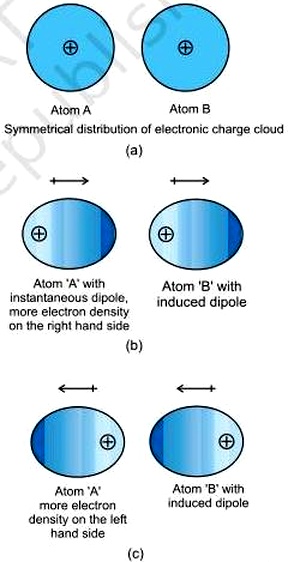 Atom A
Atom B
Symmetrical distribution of electronic charge cloud
(a)
Atom 'A' with
instantaneous dipole,
more electron density
on the right hand side
Atom 'B' with
induced dipole
(b)
Atom 'A'
more electron
density on the left
hand side
Atom 'B' with
induced dipole
(c)